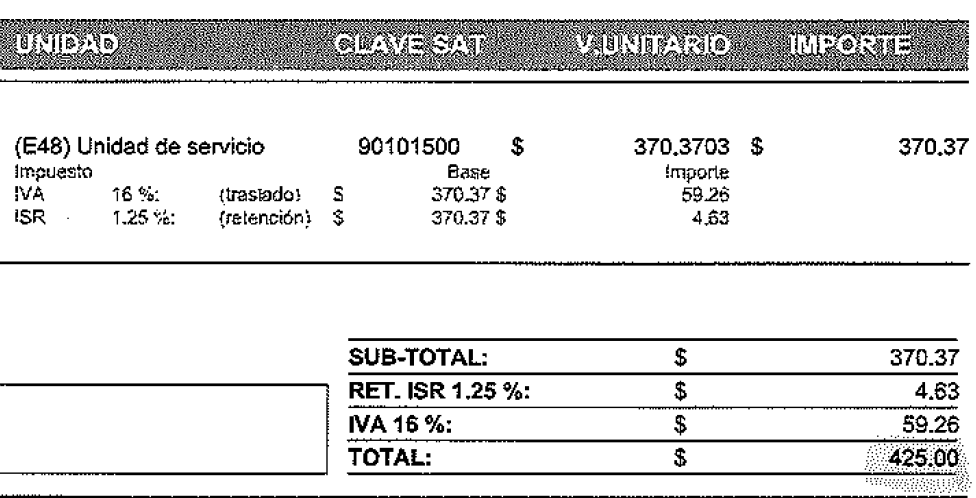 UNIDAD CLAVE SAT V.UNITARIO IMPORTE
(E48) Unidad de servicio 90101500 $ 370.3703 $ 370.37
Impuesto Base Importe
IVA 16 %: (traslado) $ 370.37 $ 59.26
ISR 1.25 %: (retención) $ 370.37 $ 4.63
SUB-TOTAL: $ 370.37
RET. ISR 1.25 %: $ 4.63
IVA 16 %: $ 59.26
TOTAL: $ 425.00